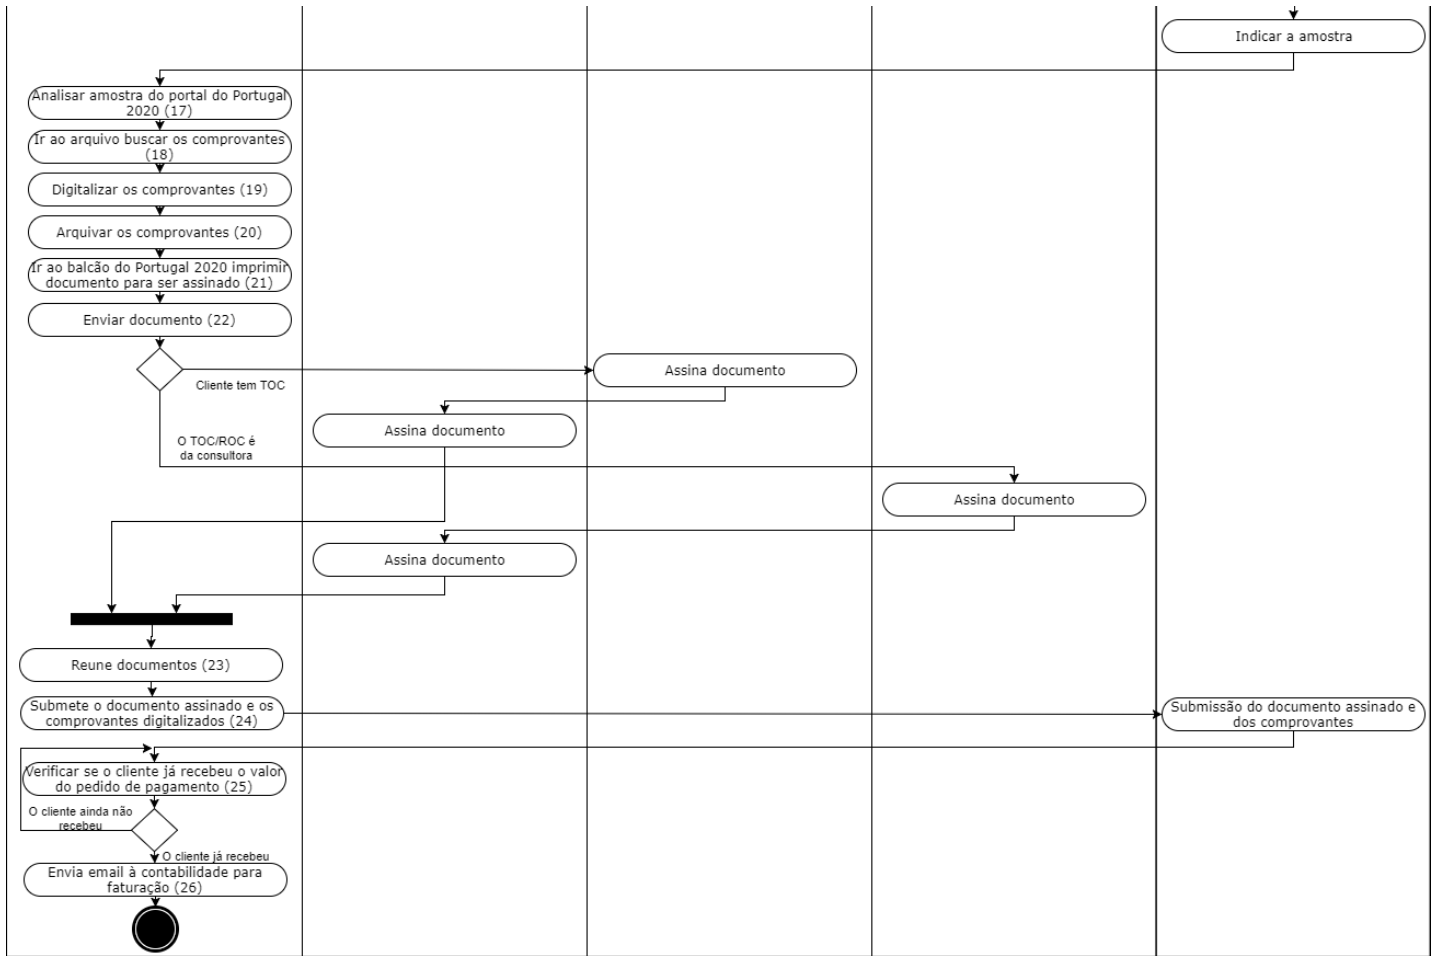 Indicar a amostra
Analisar amostra do portal do Portugal
2020 (17)
Ir ao arquivo buscar os comprovantes
(18)
Digitalizar os comprovantes (19)
Arquivar os comprovantes (20)
Ir ao balcão do Portugal 2020 imprimir
documento para ser assinado (21)
Enviar documento (22)
Cliente tem TOC
Assina documento
Assina documento
O TOC/ROC é
da consultora
Assina documento
Assina documento
Reune documentos (23)
Submete o documento assinado e os
comprovantes digitalizados (24)
Submissão do documento assinado e
dos comprovantes
Verificar se o cliente já recebeu o valor
do pedido de pagamento (25)
O cliente ainda não
recebeu
O cliente já recebeu
Envia email à contabilidade para
faturação (26)